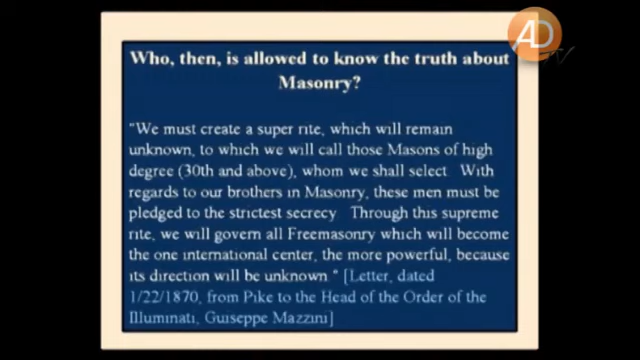 AD
TV
Who, then, is allowed to know the truth about
Masonry?
"We must create a super rite, which will remain
unknown, to which we will call those Masons of high
degree (30th and above), whom we shall select With
regards to our brothers in Masonry, these men must be
pledged to the strictest secrecy Through this supreme
rite, we will govern all Freemasonry which will become
the one international center, the more powerful, because
its direction will be unknown " [Letter, dated
1/22/1870, from Pike to the Head of the Order of the
Illuminati, Guiseppe Mazzini]